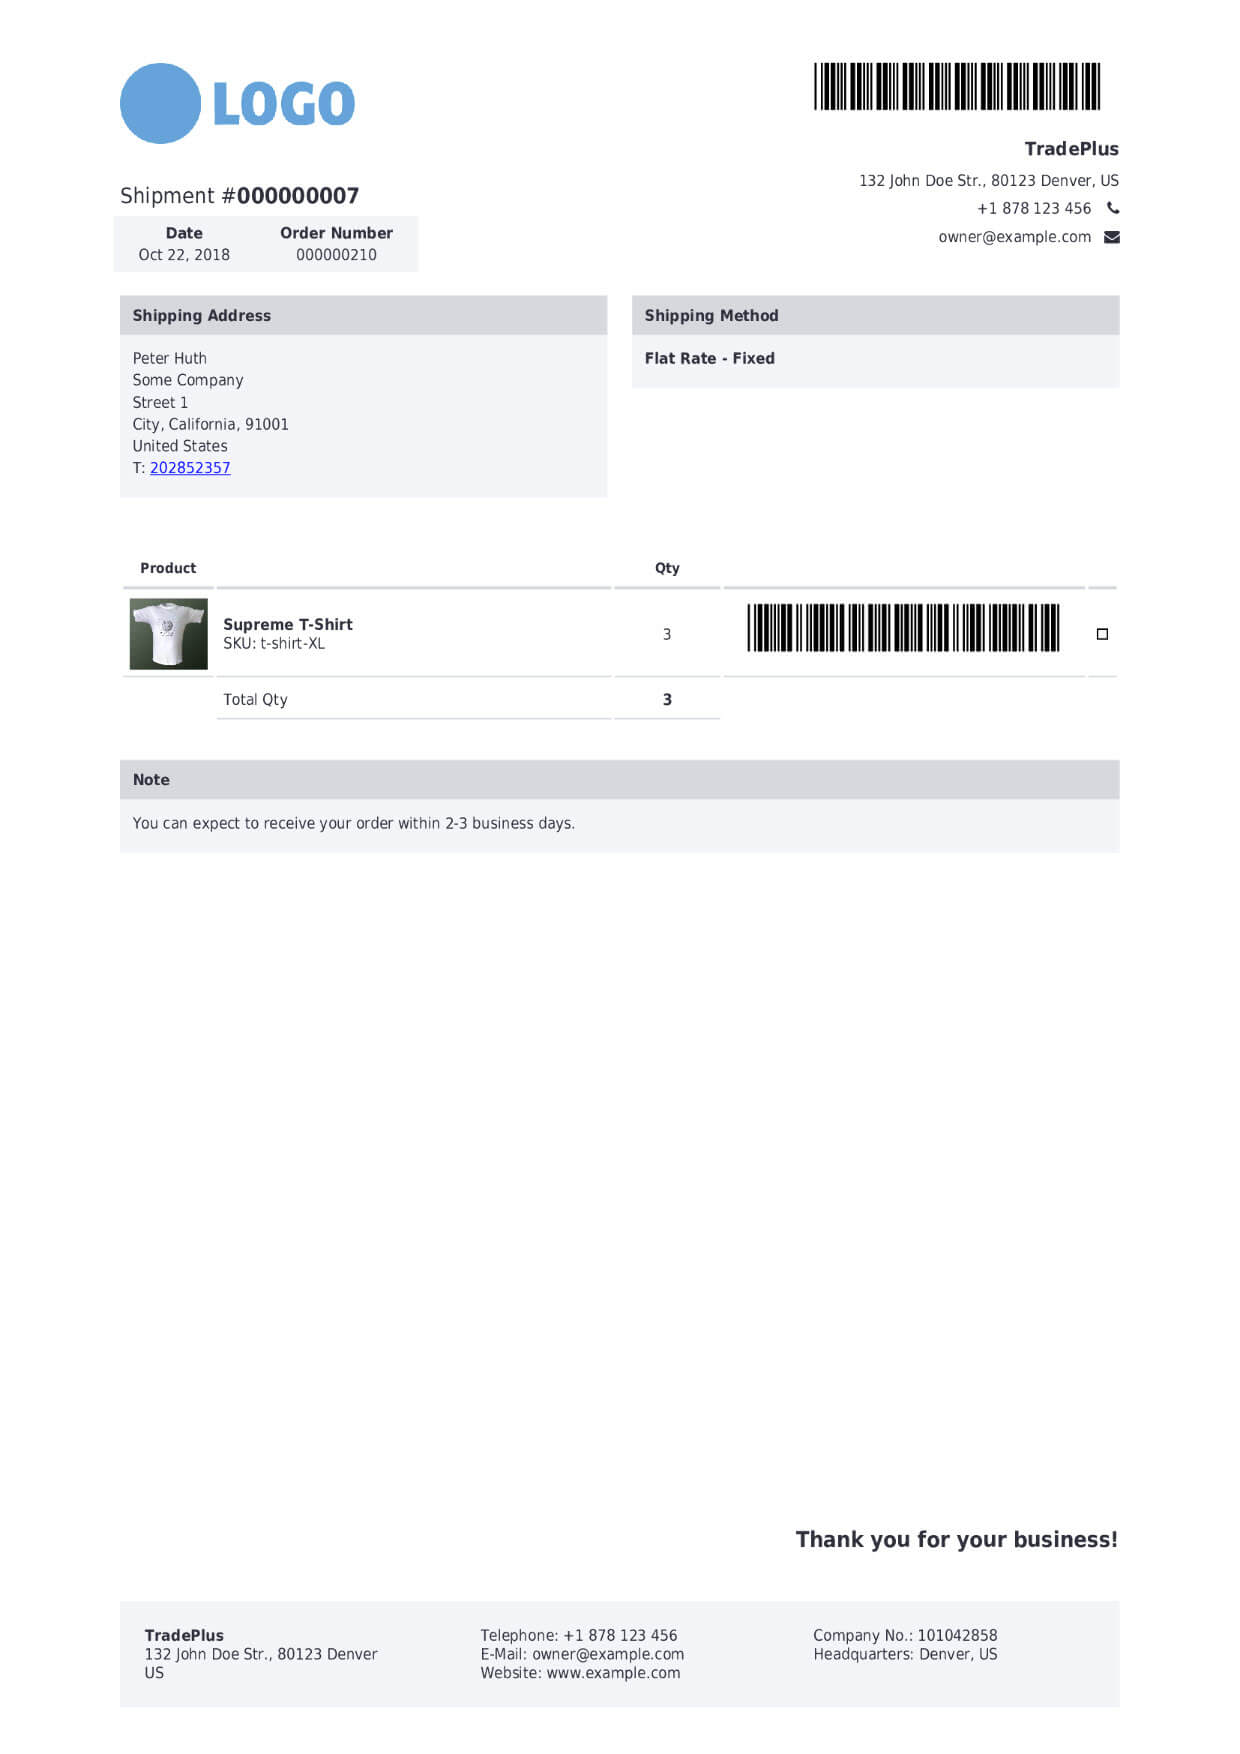 LOGO
Shipment #000000007
Date Order Number
Oct 22, 2018 000000210
TradePlus
132 John Doe Str., 80123 Denver, US
+1 878 123 456
owner@example.com
Shipping Address
Peter Huth
Some Company
Street 1
City, California, 91001
United States
T: 202852357
Shipping Method
Flat Rate - Fixed
Product Qty
Supreme T-Shirt
SKU: t-shirt-XL
3
Total Qty 3
Note
You can expect to receive your order within 2-3 business days.
Thank you for your business!
TradePlus
132 John Doe Str., 80123 Denver
US
Telephone: +1 878 123 456
E-Mail: owner@example.com
Website: www.example.com
Company No.: 101042858
Headquarters: Denver, US